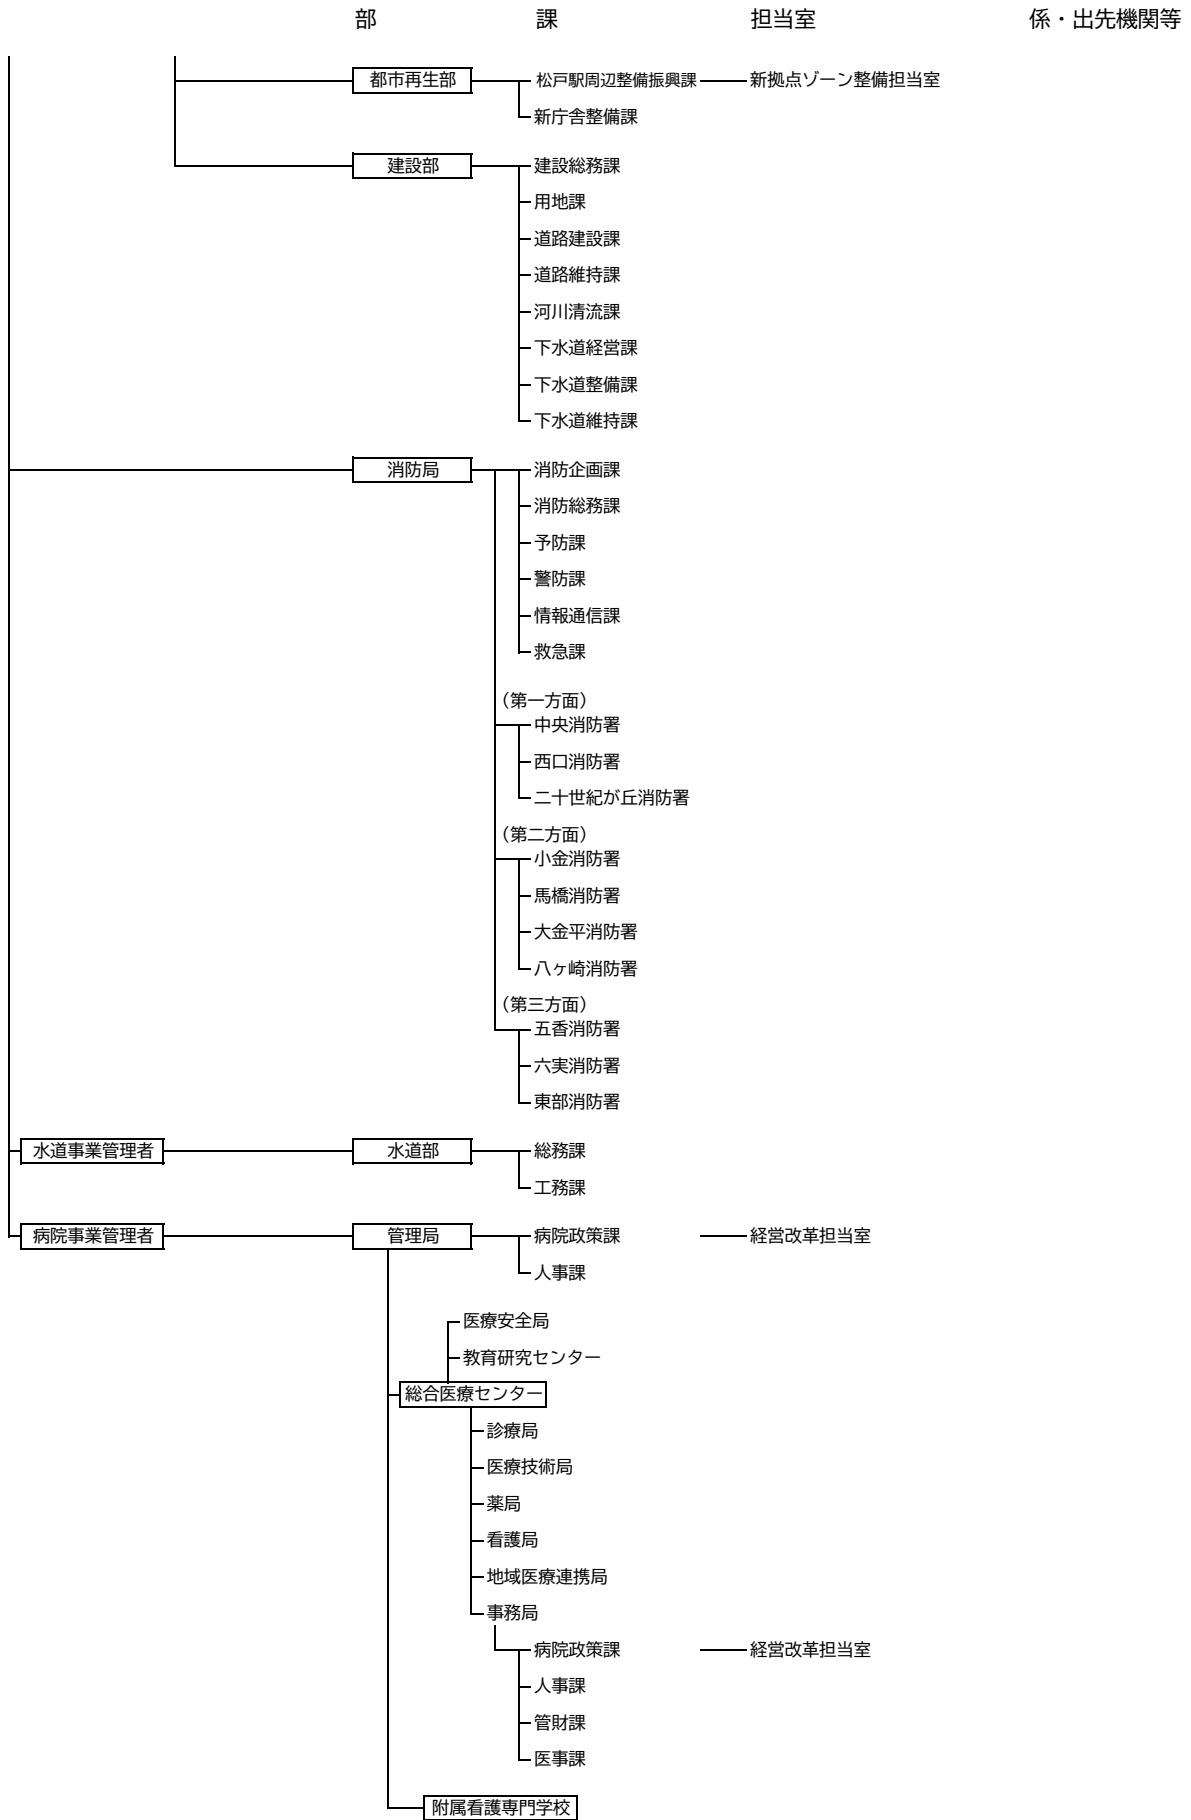 部 課 担当室 係・出先機関等
都市再生部 松戸駅周辺整備振興課 新拠点ゾーン整備担当室
新庁舎整備課
建設部 建設総務課
用地課
道路建設課
道路維持課
河川清流課
下水道経営課
下水道整備課
下水道維持課
消防局 消防企画課
消防総務課
予防課
警防課
情報通信課
救急課
（第一方面）
中央消防署
西口消防署
二十世紀が丘消防署
（第二方面）
小金消防署
馬橋消防署
大金平消防署
八ヶ崎消防署
（第三方面）
五香消防署
六実消防署
東部消防署
水道事業管理者 水道部 総務課
工務課
病院事業管理者 管理局 病院政策課 経営改革担当室
人事課
医療安全局
教育研究センター
総合医療センター
診療局
医療技術局
薬局
看護局
地域医療連携局
事務局
病院政策課 経営改革担当室
人事課
管財課
医事課
附属看護専門学校